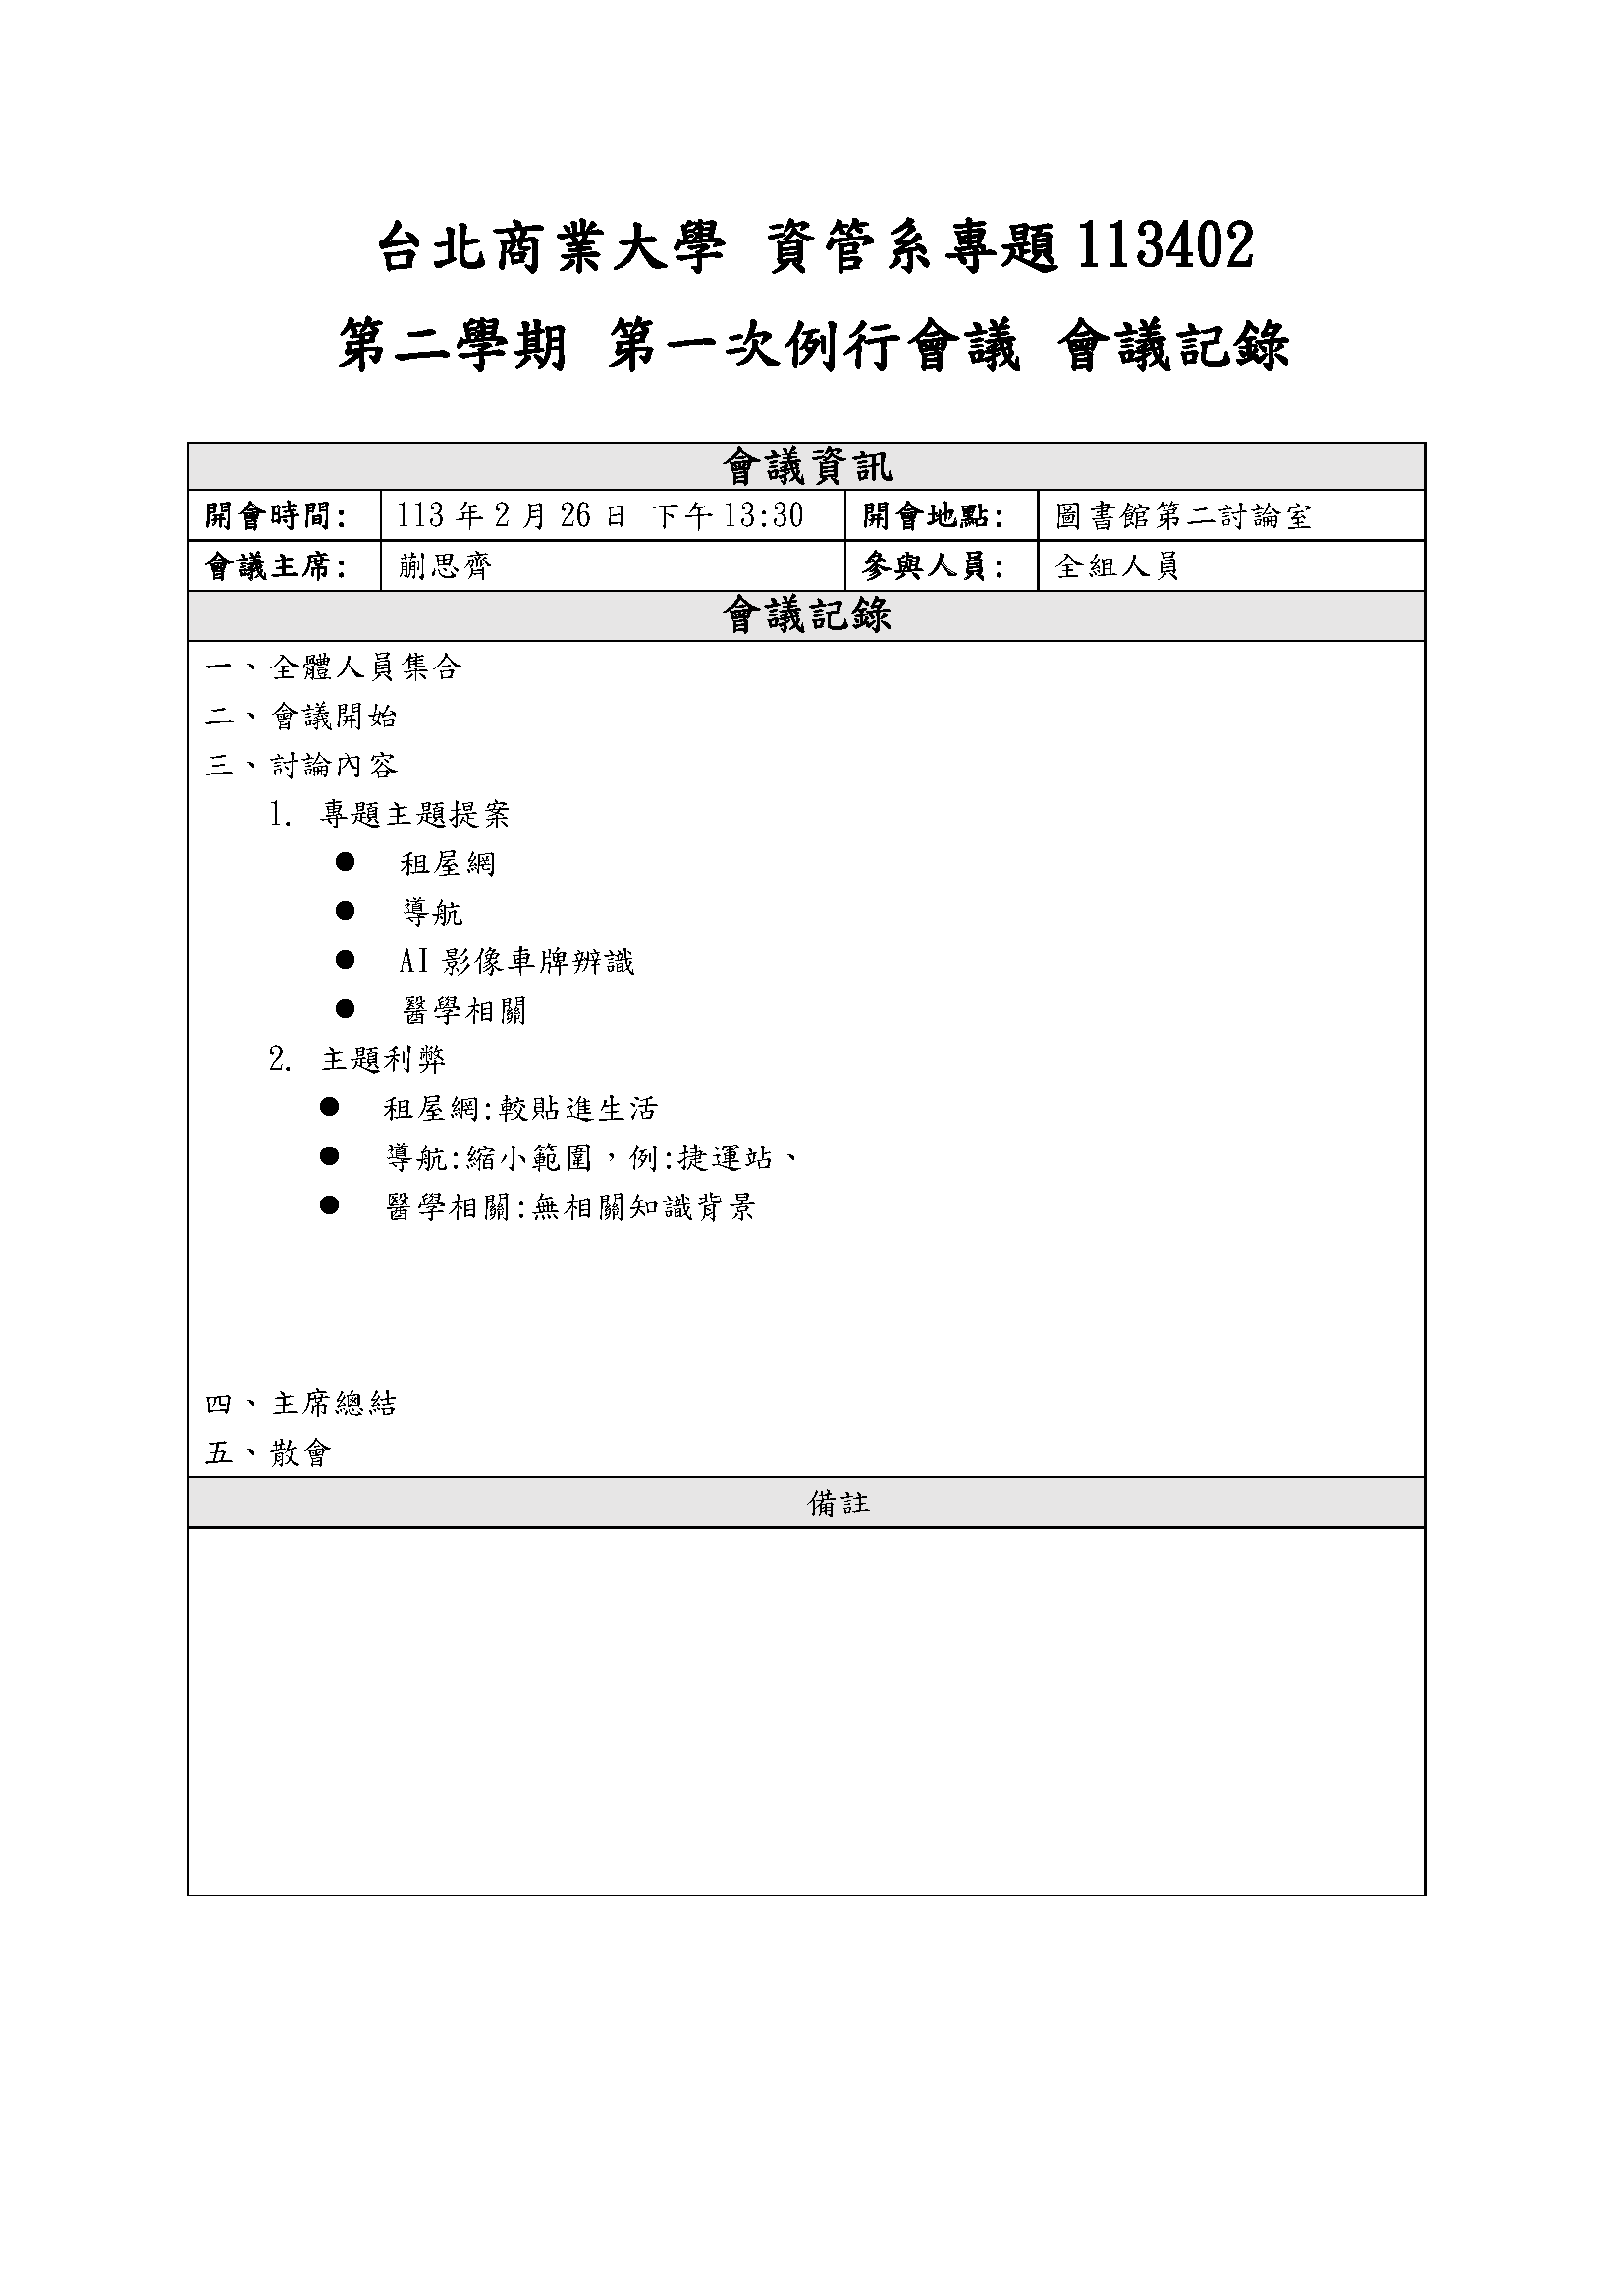 台北商業大學 資管系專題113402
第二學期 第一次例行會議 會議記錄
會議資訊
開會時間: 113年2月26日 下午13:30 開會地點: 圖書館第二討論室
會議主席: 蒯思齊 參與人員: 全組人員
會議記錄
一、全體人員集合
二、會議開始
三、討論內容
1. 專題主題提案
● 租屋網
● 導航
● AI影像車牌辨識
● 醫學相關
2. 主題利弊
● 租屋網:較貼進生活
● 導航:縮小範圍，例:捷運站、
● 醫學相關:無相關知識背景
四、主席總結
五、散會
備註